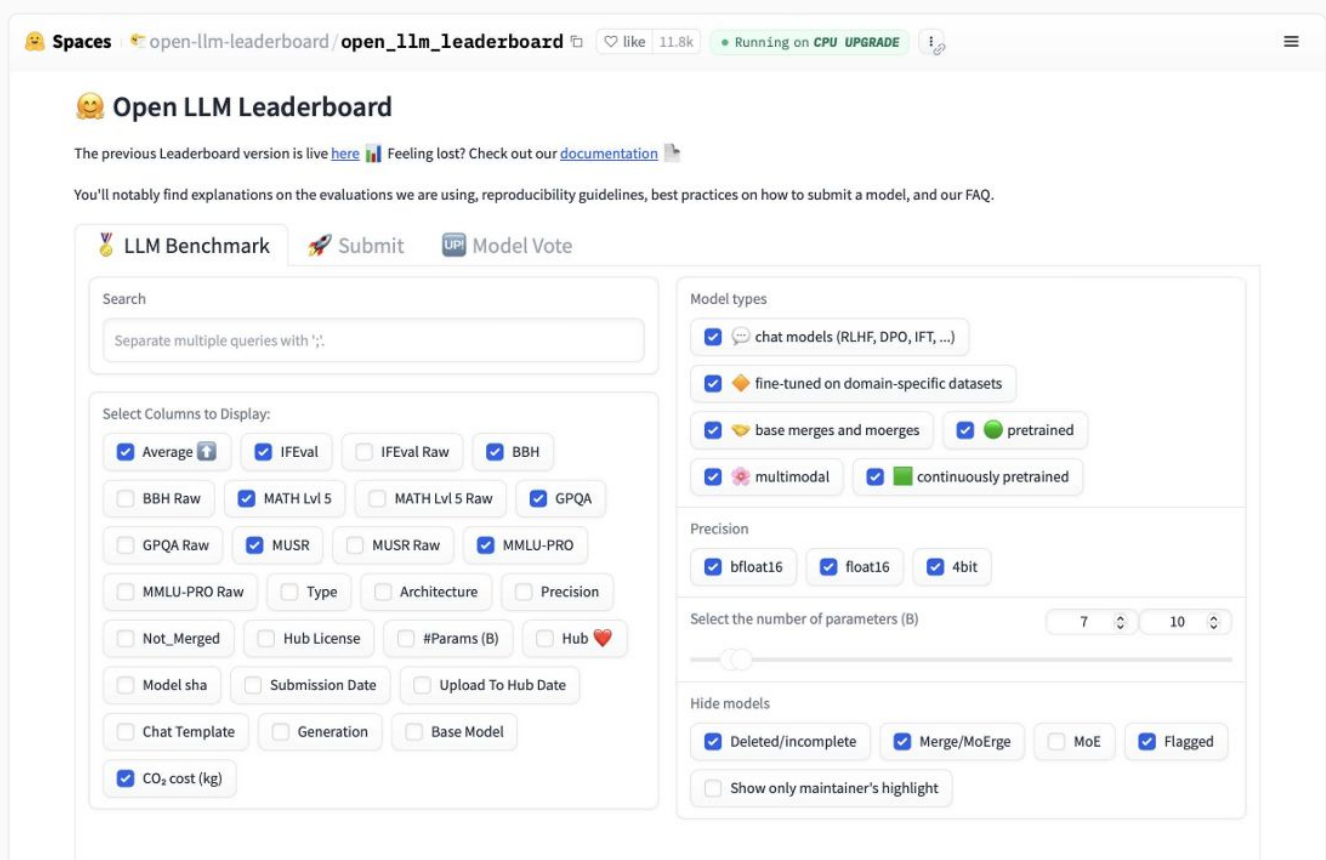 Spaces open-llm-leaderboard/open_llm_leaderboard like 11.8k Running on CPU UPGRADE
Open LLM Leaderboard
The previous Leaderboard version is live here Feeling lost? Check out our documentation
You'll notably find explanations on the evaluations we are using, reproducibility guidelines, best practices on how to submit a model, and our FAQ.
LLM Benchmark Submit UP! Model Vote
Search
Separate multiple queries with ';'.
Select Columns to Display:
Average IFEval IFEval Raw BBH
BBH Raw MATH Lvl 5 MATH Lvl 5 Raw GPQA
GPQA Raw MUSR MUSR Raw MMLU-PRO
MMLU-PRO Raw Type Architecture Precision
Not_Merged Hub License #Params (B) Hub ❤️
Model sha Submission Date Upload To Hub Date
Chat Template Generation Base Model
CO₂ cost (kg)
Model types
chat models (RLHF, DPO, IFT, ...)
fine-tuned on domain-specific datasets
base merges and moerges pretrained
multimodal continuously pretrained
Precision
bfloat16 float16 4bit
Select the number of parameters (B) 7 10
Hide models
Deleted/incomplete Merge/MoErge MoE Flagged
Show only maintainer's highlight